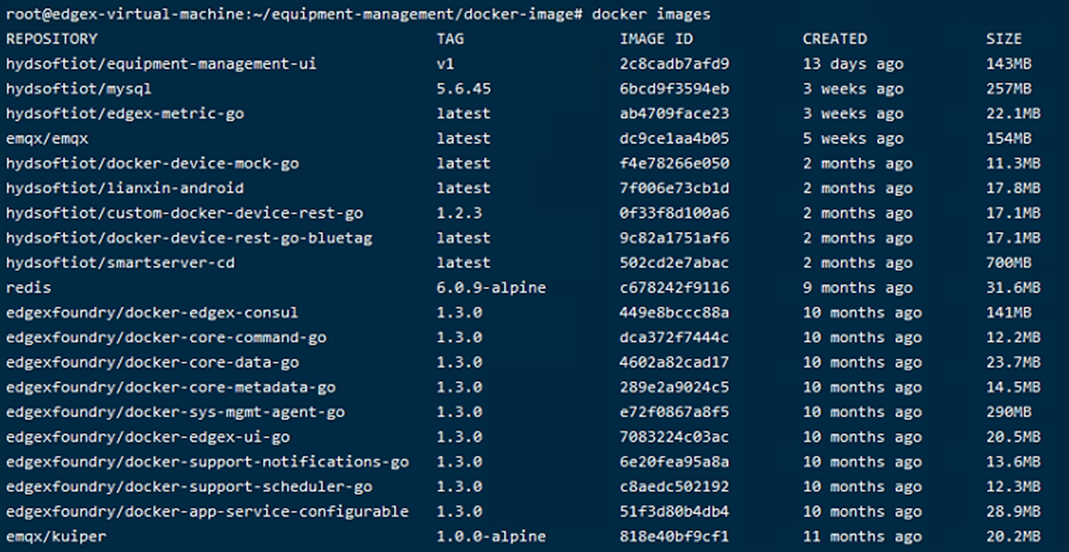 root@edgex-virtual-machine:~/equipment-management/docker-image# docker images
REPOSITORY TAG IMAGE ID CREATED SIZE
hydsoftiot/equipment-management-ui v1 2c8cadb7afd9 13 days ago 143MB
hydsoftiot/mysql 5.6.45 6bcd9f3594eb 3 weeks ago 257MB
hydsoftiot/edgex-metric-go latest ab4709face23 3 weeks ago 22.1MB
emqx/emqx latest dc9ce1aa4b05 5 weeks ago 154MB
hydsoftiot/docker-device-mock-go latest f4e78266e050 2 months ago 11.3MB
hydsoftiot/lianxin-android latest 7f006e73cb1d 2 months ago 17.8MB
hydsoftiot/custom-docker-device-rest-go 1.2.3 0f33f8d100a6 2 months ago 17.1MB
hydsoftiot/docker-device-rest-go-bluetag latest 9c82a1751af6 2 months ago 17.1MB
hydsoftiot/smartserver-cd latest 502cd2e7abac 2 months ago 700MB
redis 6.0.9-alpine c678242f9116 9 months ago 31.6MB
edgexfoundry/docker-edgex-consul 1.3.0 449e8bccc88a 10 months ago 141MB
edgexfoundry/docker-core-command-go 1.3.0 dca372f7444c 10 months ago 12.2MB
edgexfoundry/docker-core-data-go 1.3.0 4602a82cad17 10 months ago 23.7MB
edgexfoundry/docker-core-metadata-go 1.3.0 289e2a9024c5 10 months ago 14.5MB
edgexfoundry/docker-sys-mgmt-agent-go 1.3.0 e72f0867a8f5 10 months ago 290MB
edgexfoundry/docker-edgex-ui-go 1.3.0 7083224c03ac 10 months ago 20.5MB
edgexfoundry/docker-support-notifications-go 1.3.0 6e20fea95a8a 10 months ago 13.6MB
edgexfoundry/docker-support-scheduler-go 1.3.0 c8aedc502192 10 months ago 12.3MB
edgexfoundry/docker-app-service-configurable 1.3.0 51f3d80b4db4 10 months ago 28.9MB
emqx/kuiper 1.0.0-alpine 818e40bf9cf1 11 months ago 20.2MB